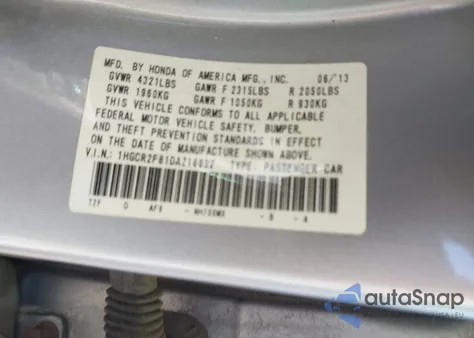 MFD. BY HONDA OF AMERICA MFG., INC. 06/13
GVWR 4321LBS GAWR F 2315LBS R 2050LBS
GVWR 1960KG GAWR F 1050KG R 930KG
THIS VEHICLE CONFORMS TO ALL APPLICABLE
FEDERAL MOTOR VEHICLE SAFETY, BUMPER,
AND THEFT PREVENTION STANDARDS IN EFFECT
ON THE DATE OF MANUFACTURE SHOWN ABOVE.
V.I.N.: TYPE: PASSENGER CAR
AF8 B A
autoSnap